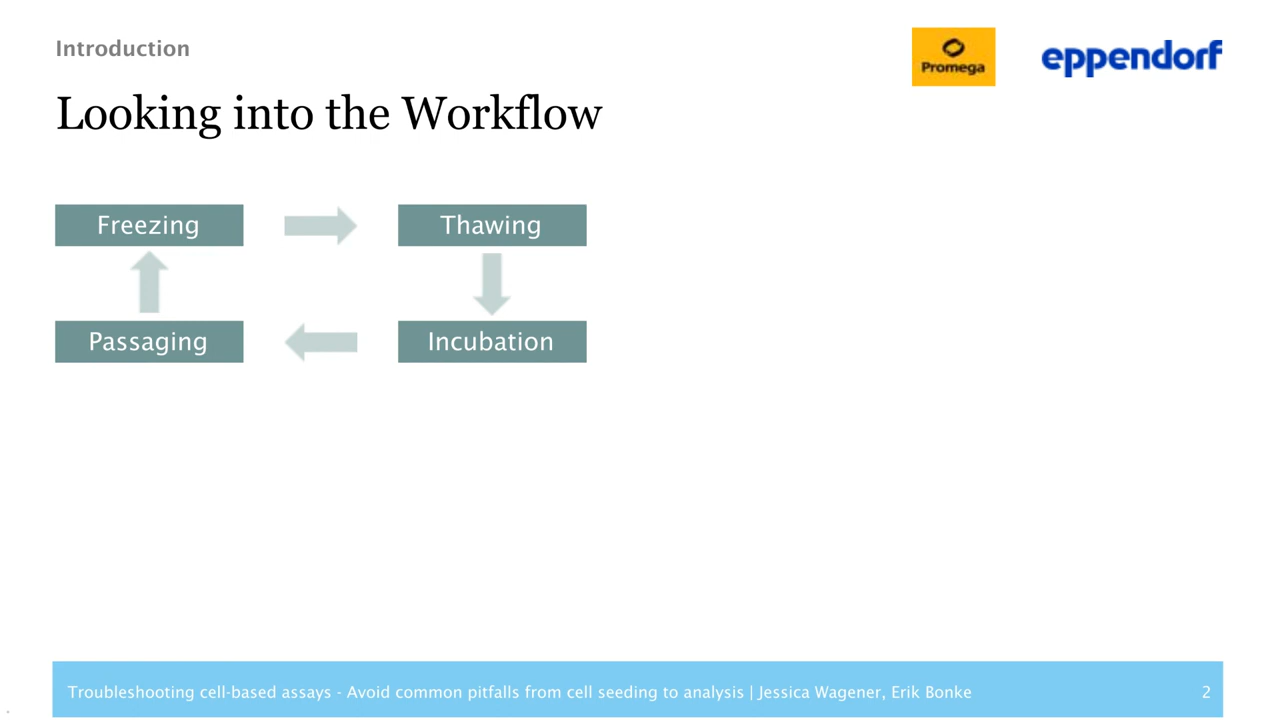 Introduction
Promega
eppendorf
Looking into the Workflow
Freezing
Thawing
Passaging
Incubation
Troubleshooting cell-based assays - Avoid common pitfalls from cell seeding to analysis | Jessica Wagener, Erik Bonke
2